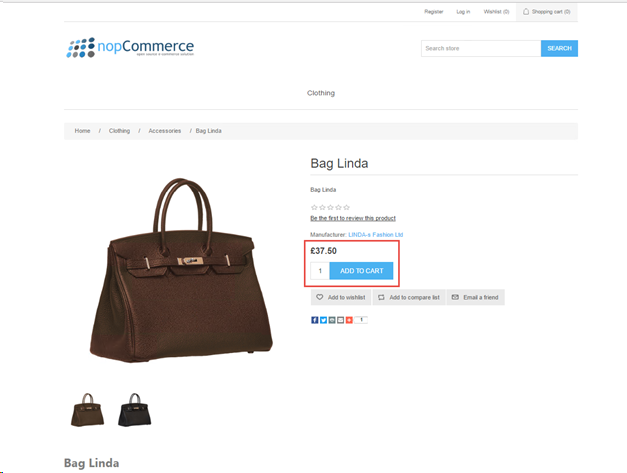 Register Log in Wishlist (0) Shopping cart (0)
nopCommerce
open source e-commerce solution
Search store SEARCH
Clothing
Home / Clothing / Accessories / Bag Linda
Bag Linda
Bag Linda
Be the first to review this product
Manufacturer: LINDA-x Fashion Ltd
£37.50
1 ADD TO CART
Add to wishlist Add to compare list Email a friend
1
Bag Linda